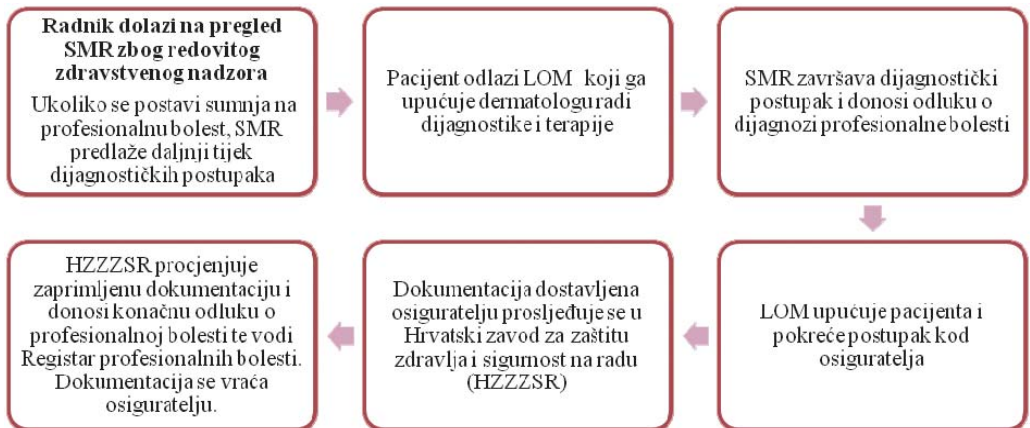 Radnik dolazi na pregled
SMR zbog redovitog
zdravstvenog nadzora
Ukoliko se postavi sumnja na
profesionalnu bolest, SMR
predlaže daljnji tijek
dijagnostičkih postupaka
Pacijent odlazi LOM koji ga
upućuje dermatologu radi
dijagnostike i terapije
SMR završava dijagnostički
postupak i donosi odluku o
dijagnozi profesionalne bolesti
LOM upućuje pacijenta i
pokreće postupak kod
osiguratelja
Dokumentacija dostavljena
osiguratelju prosljeđuje se u
Hrvatski zavod za zaštitu
zdravlja i sigurnost na radu
(HZZZSR)
HZZZSR procjenjuje
zaprimljenu dokumentaciju i
donosi konačnu odluku o
profesionalnoj bolesti te vodi
Registar profesionalnih bolesti.
Dokumentacija se vraća
osiguratelju.